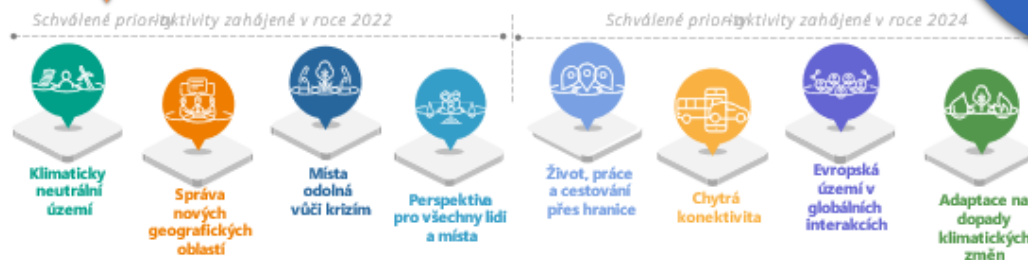 Schválené priority - aktivity zahájené v roce 2022
Schválené priority - aktivity zahájené v roce 2024
Klimaticky
neutrální
území
Správa
nových
geografických
oblastí
Místa
odolná
vůči krizím
Perspektiva
pro všechny lidi
a místa
Život, práce
a cestování
přes hranice
Chytrá
konektivita
Evropská
území v
globálních
interakcích
Adaptace na
dopady
klimatických
změn